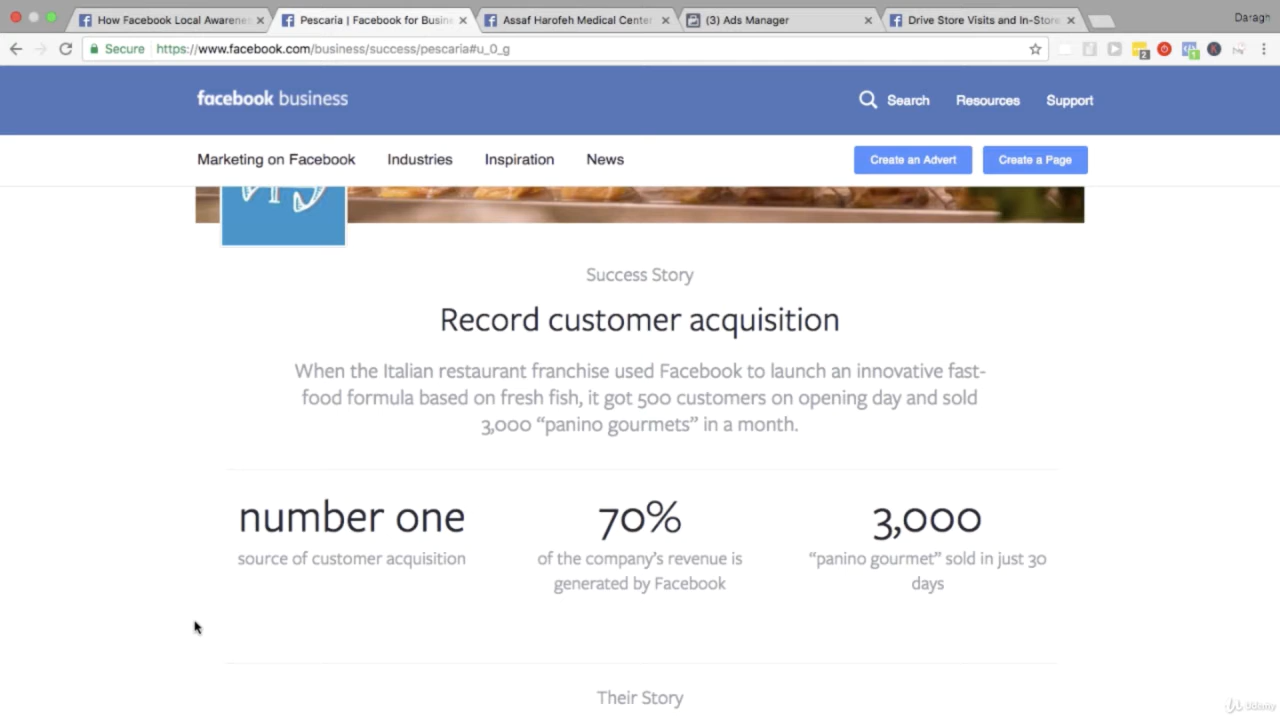 How Facebook Local Awarenes
Pescaria | Facebook for Busine
Assaf Harofeh Medical Center
(3) Ads Manager
Drive Store Visits and In-Store
Daragh
Secure
https://www.facebook.com/business/success/pescaria#u_0_g
2
1
facebook business
Search
Resources
Support
Marketing on Facebook
Industries
Inspiration
News
Create an Advert
Create a Page
Success Story
Record customer acquisition
When the Italian restaurant franchise used Facebook to launch an innovative fast-
food formula based on fresh fish, it got 500 customers on opening day and sold
3,000 “panino gourmets” in a month.
number one
source of customer acquisition
70%
of the company’s revenue is
generated by Facebook
3,000
“panino gourmet” sold in just 30
days
Their Story
Udemy